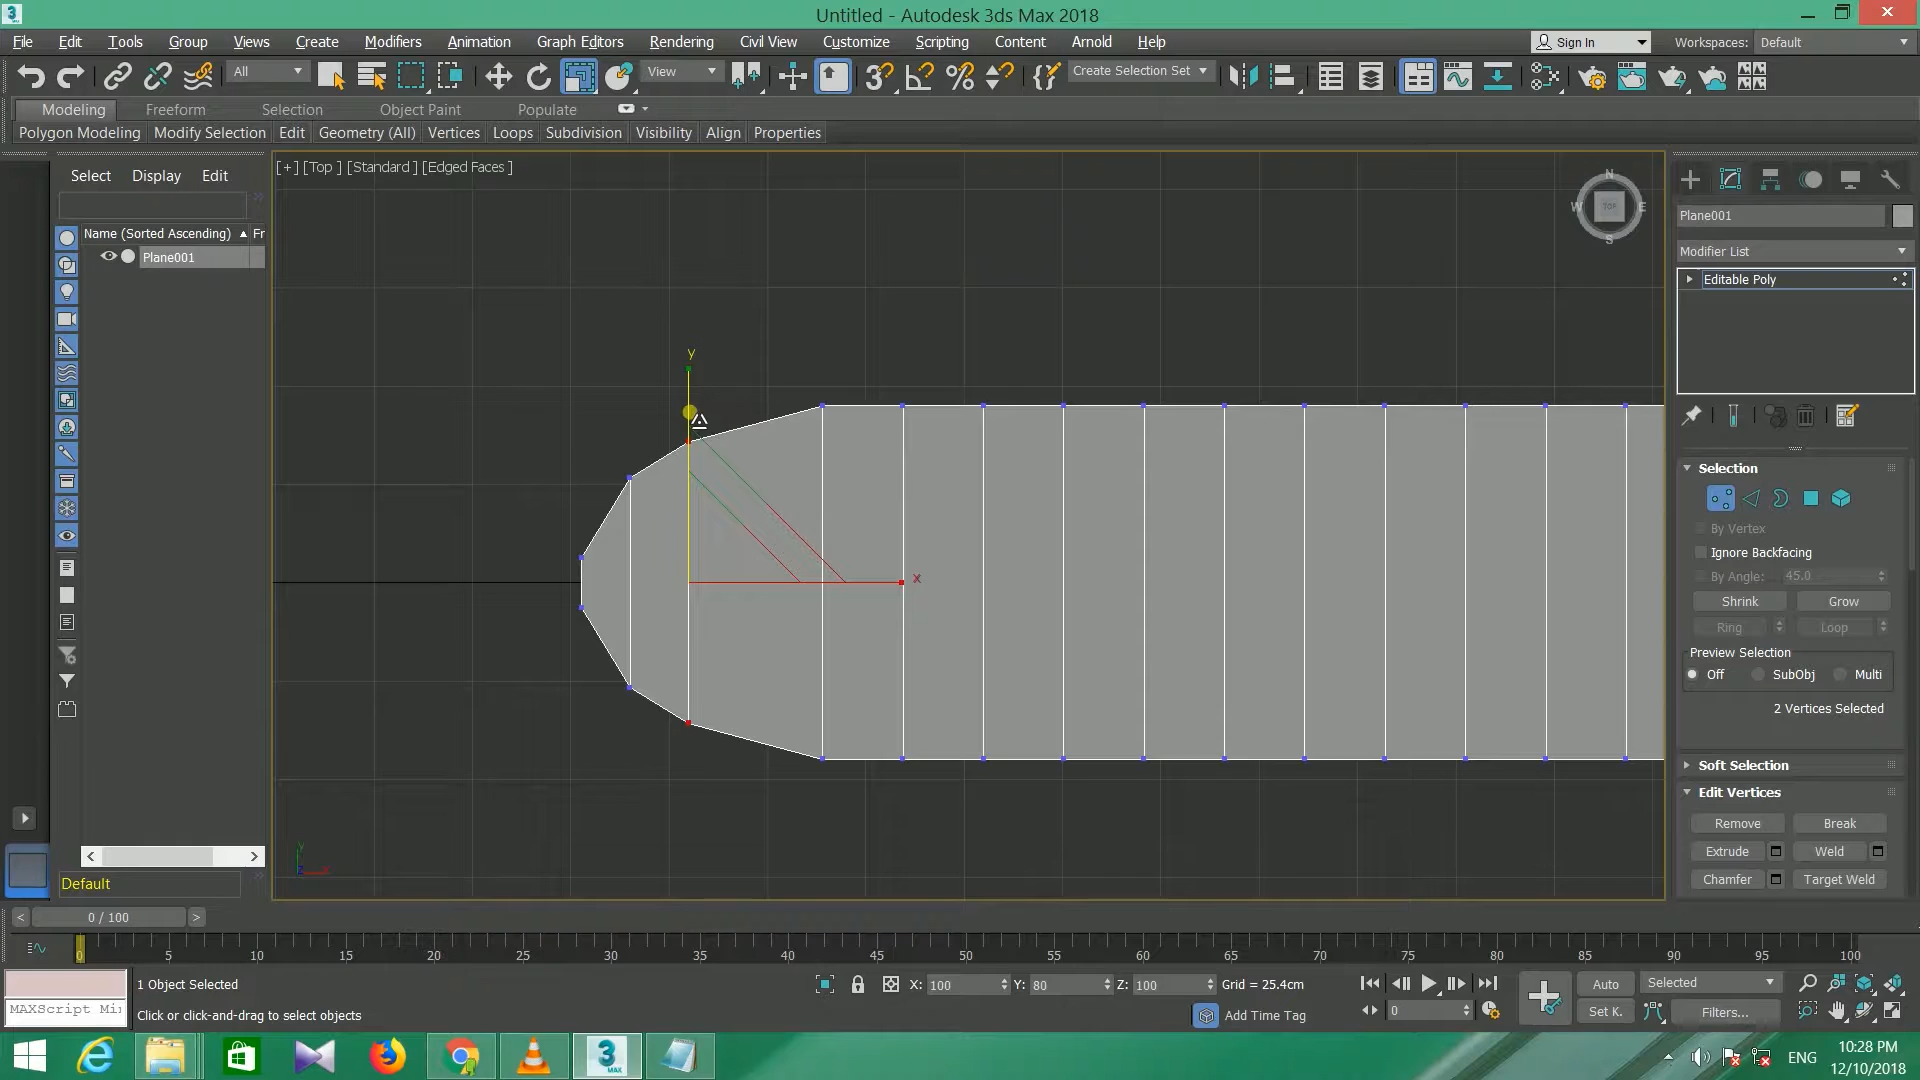 Untitled - Autodesk 3ds Max 2018
File Edit Tools Group Views Create Modifiers Animation Graph Editors Rendering Civil View Customize Scripting Content Arnold Help
Sign In Workspaces: Default
All View Create Selection Set
Modeling Freeform Selection Object Paint Populate
Polygon Modeling Modify Selection Edit Geometry (All) Vertices Loops Subdivision Visibility Align Properties
[+] [Top ] [Standard ] [Edged Faces ]
Select Display Edit
Name (Sorted Ascending) Fr
Plane001
N
W TOP E
S
y
x
Plane001
Modifier List
Editable Poly
Selection
By Vertex
Ignore Backfacing
By Angle: 45.0
Shrink Grow
Ring Loop
Preview Selection
Off SubObj Multi
2 Vertices Selected
Soft Selection
Edit Vertices
Remove Break
Extrude Weld
Chamfer Target Weld
Default
< 0 / 100 >
0 5 10 15 20 25 30 35 40 45 50 55 60 65 70 75 80 85 90 95 100
1 Object Selected X: 100 Y: 80 Z: 100 Grid = 25.4cm Auto Selected
MAXScript Mi
Click or click-and-drag to select objects Add Time Tag 0 Set K. Filters...
3 MAX
ENG
10:28 PM
12/10/2018